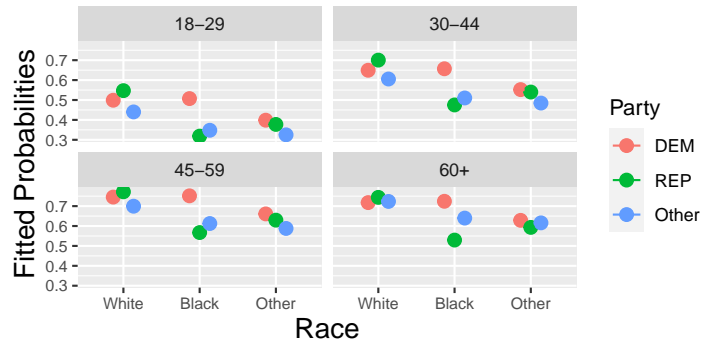 18−29
30−44
0.7
0.6
0.5
0.4
0.3
45−59
60+
0.7
0.6
0.5
0.4
0.3
White
Black
Other
White
Black
Other
Race
Fitted Probabilities
Party
DEM
REP
Other